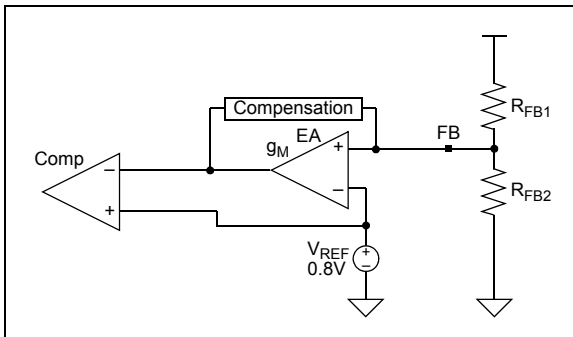 Compensation
R_FB1
EA
FB
g_M
+
Comp
−
−
+
R_FB2
V_REF
0.8V
+
−